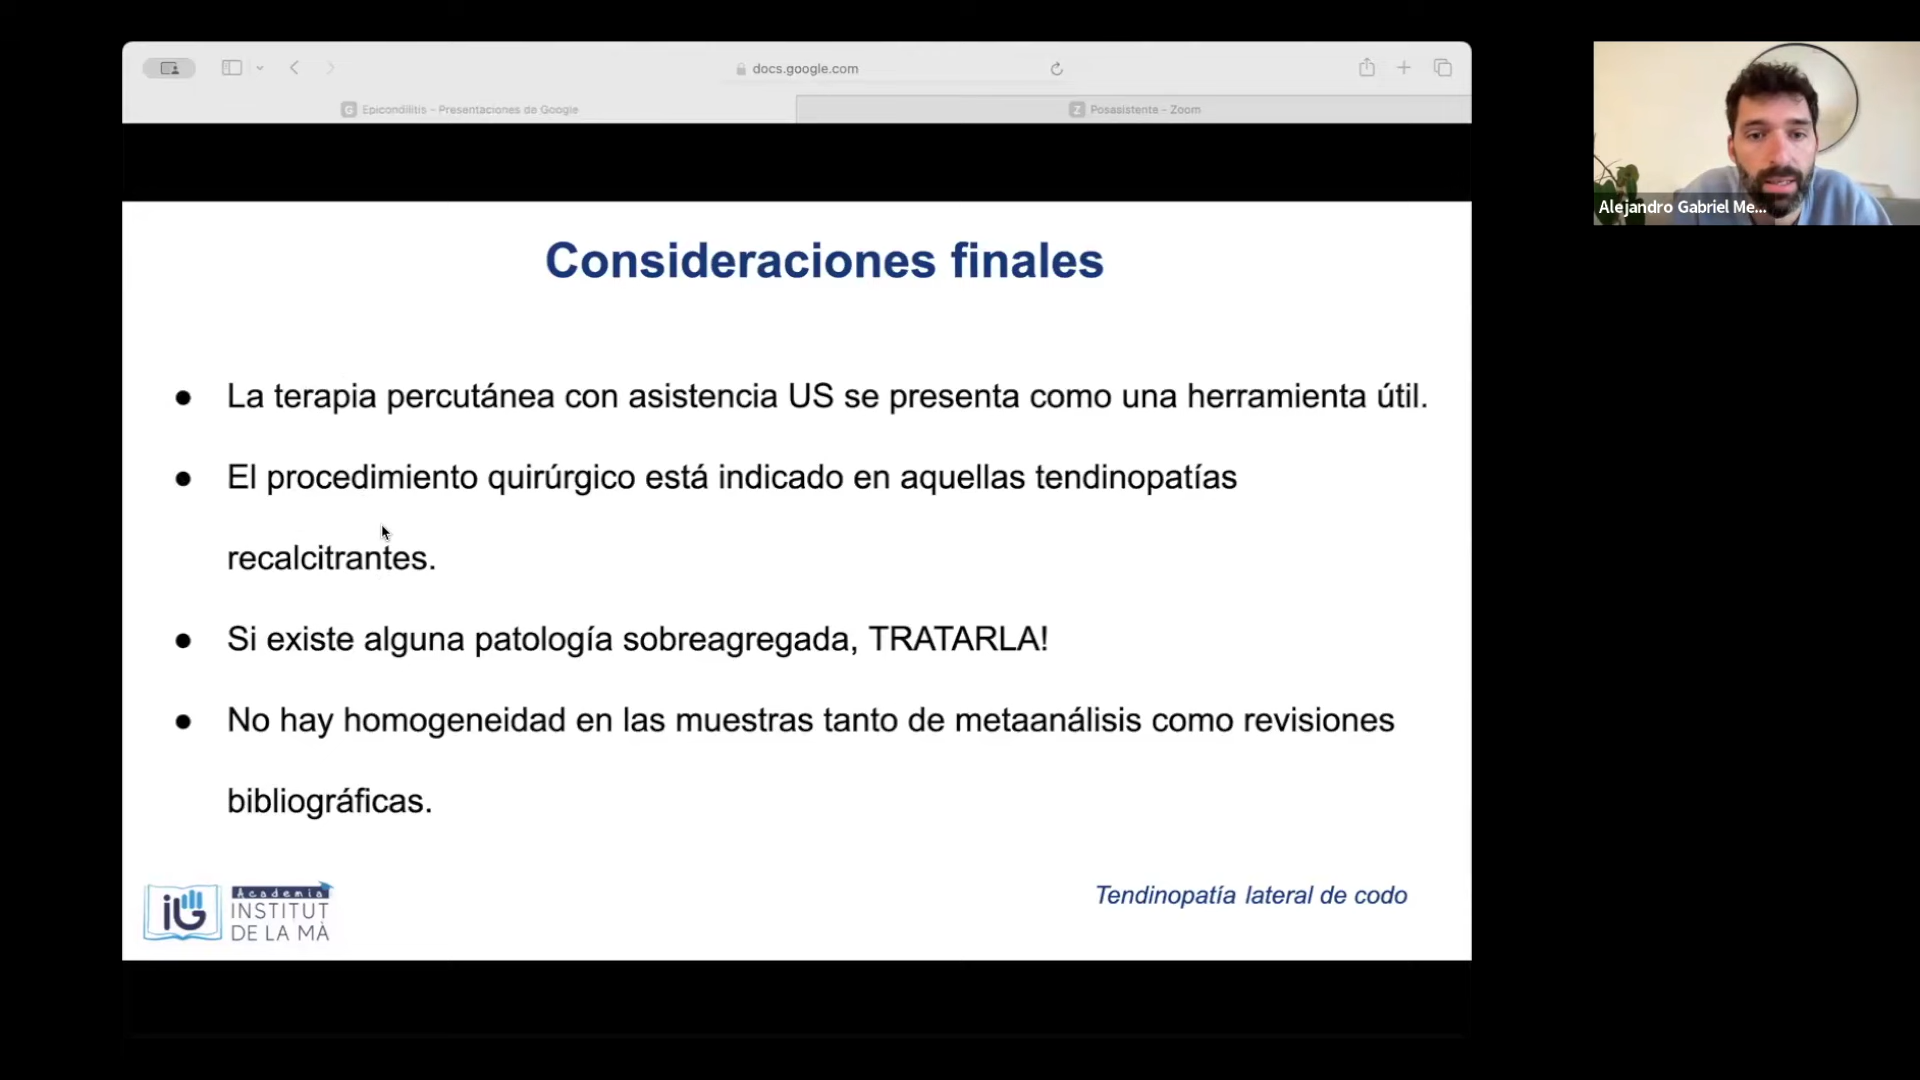 docs.google.com
Epicondilitis – Presentaciones de Google
Posasistente - Zoom
Alejandro Gabriel Me...
Consideraciones finales
● La terapia percutánea con asistencia US se presenta como una herramienta útil.
● El procedimiento quirúrgico está indicado en aquellas tendinopatías
recalcitrantes.
● Si existe alguna patología sobreagregada, TRATARLA!
● No hay homogeneidad en las muestras tanto de metaanálisis como revisiones
bibliográficas.
Academia
INSTITUT
DE LA MÀ
Tendinopatía lateral de codo